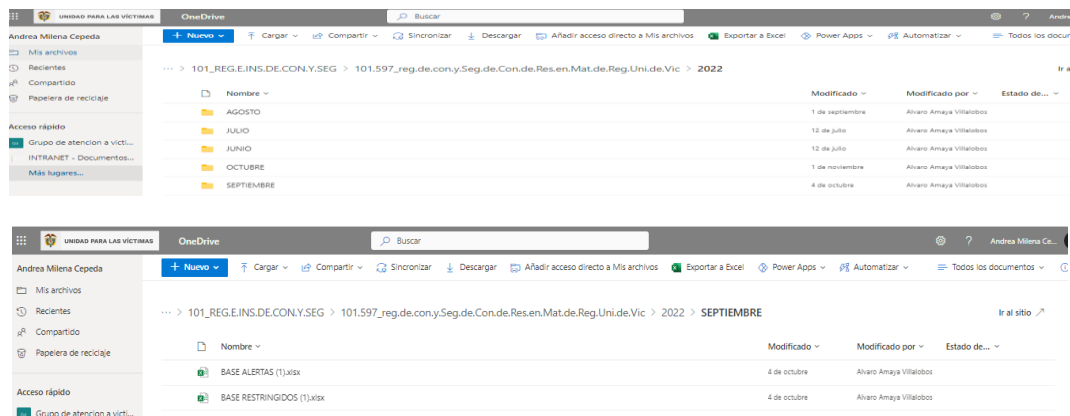 UNIDAD PARA LAS VÍCTIMAS OneDrive Buscar ? Andre
Andrea Milena Cepeda + Nuevo Cargar Compartir Sincronizar Descargar Añadir acceso directo a Mis archivos Exportar a Excel Power Apps Automatizar Todos los docum
Mis archivos
Recientes ··· > 101_REG.E.INS.DE.CON.Y.SEG > 101.597_reg.de.con.y.Seg.de.Con.de.Res.en.Mat.de.Reg.Uni.de.Vic > 2022 Ir al
Compartido
Papelera de reciclaje Nombre Modificado Modificado por Estado de...
AGOSTO 1 de septiembre Alvaro Amaya Villalobos
Acceso rápido JULIO 12 de julio Alvaro Amaya Villalobos
Grupo de atencion a victi... JUNIO 12 de julio Alvaro Amaya Villalobos
INTRANET - Documentos...
OCTUBRE 1 de noviembre Alvaro Amaya Villalobos
Más lugares...
SEPTIEMBRE 4 de octubre Alvaro Amaya Villalobos
UNIDAD PARA LAS VÍCTIMAS OneDrive Buscar ? Andrea Milena Ce...
Andrea Milena Cepeda + Nuevo Cargar Compartir Sincronizar Descargar Añadir acceso directo a Mis archivos Exportar a Excel Power Apps Automatizar Todos los documentos
Mis archivos
Recientes ··· > 101_REG.E.INS.DE.CON.Y.SEG > 101.597_reg.de.con.y.Seg.de.Con.de.Res.en.Mat.de.Reg.Uni.de.Vic > 2022 > SEPTIEMBRE Ir al sitio
Compartido
Papelera de reciclaje Nombre Modificado Modificado por Estado de...
BASE ALERTAS (1).xlsx 4 de octubre Alvaro Amaya Villalobos
Acceso rápido BASE RESTRINGIDOS (1).xlsx 4 de octubre Alvaro Amaya Villalobos
Grupo de atencion a victi...